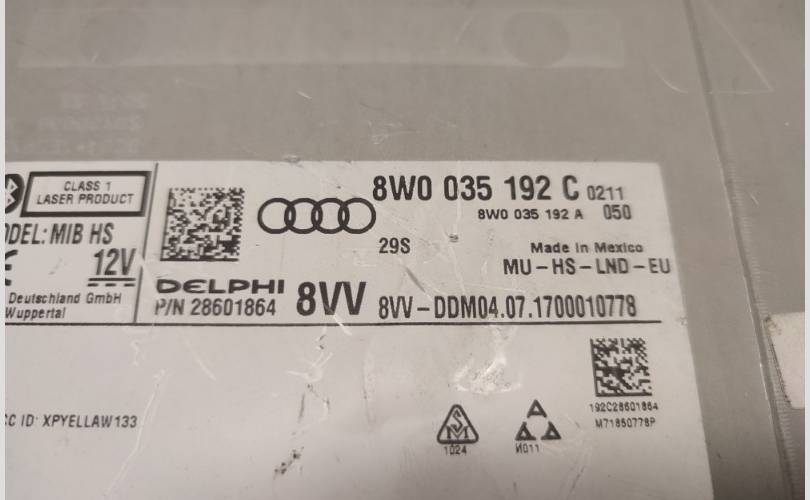 CLASS 1
LASER PRODUCT
MODEL: MIB HS
12V
Deutschland GmbH
Wuppertal
8W0 035 192 C 0211
8W0 035 192 A 050
29S
Made in Mexico
MU-HS-LND-EU
DELPHI
P/N 28601864
8VV 8VV-DDM04.07.1700010778
192C28601864
M71850778P
CC ID: XPYELLAW133
1024
И011